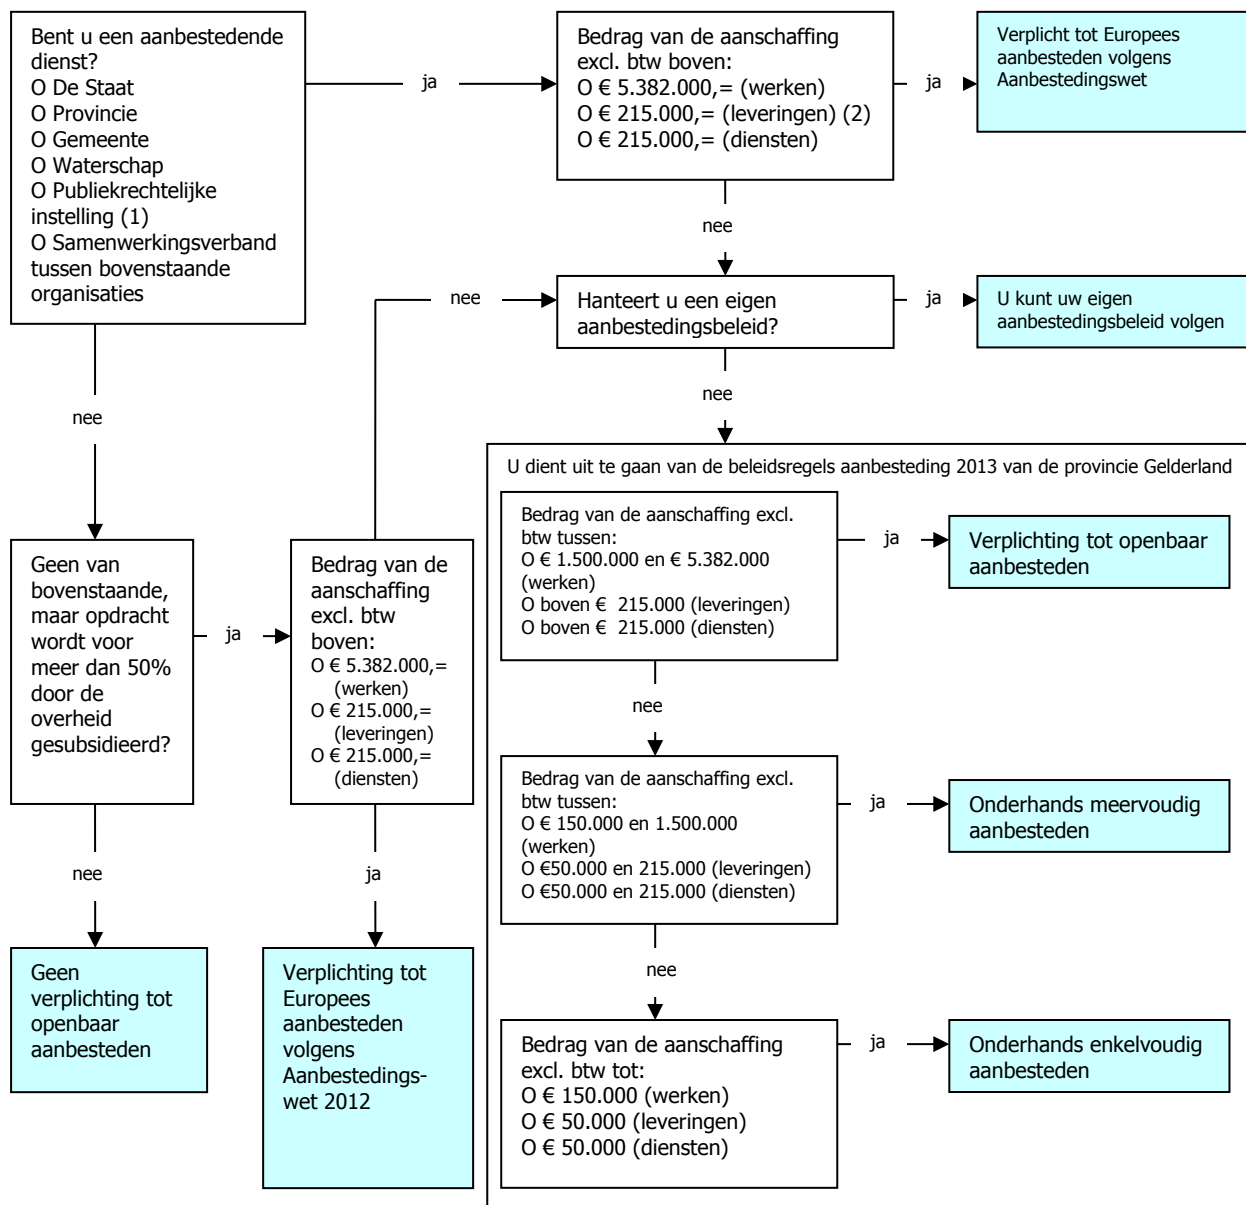 Bent u een aanbestedende
dienst?
O De Staat
O Provincie
O Gemeente
O Waterschap
O Publiekrechtelijke
instelling (1)
O Samenwerkingsverband
tussen bovenstaande
organisaties
ja
Bedrag van de aanschaffing
excl. btw boven:
O € 5.382.000,= (werken)
O € 215.000,= (leveringen) (2)
O € 215.000,= (diensten)
ja
Verplicht tot Europees
aanbesteden volgens
Aanbestedingswet
nee
nee
Hanteert u een eigen
aanbestedingsbeleid?
ja
U kunt uw eigen
aanbestedingsbeleid volgen
nee
nee
U dient uit te gaan van de beleidsregels aanbesteding 2013 van de provincie Gelderland
Geen van
bovenstaande,
maar opdracht
wordt voor
meer dan 50%
door de
overheid
gesubsidieerd?
ja
Bedrag van de
aanschaffing
excl. btw
boven:
O € 5.382.000,=
(werken)
O € 215.000,=
(leveringen)
O € 215.000,=
(diensten)
Bedrag van de aanschaffing excl.
btw tussen:
O € 1.500.000 en € 5.382.000
(werken)
O boven €  215.000 (leveringen)
O boven €  215.000 (diensten)
ja
Verplichting tot openbaar
aanbesteden
nee
Bedrag van de aanschaffing excl.
btw tussen:
O € 150.000 en 1.500.000
(werken)
O €50.000 en 215.000 (leveringen)
O €50.000 en 215.000 (diensten)
ja
Onderhands meervoudig
aanbesteden
nee
ja
Geen
verplichting tot
openbaar
aanbesteden
Verplichting tot
Europees
aanbesteden
volgens
Aanbestedings-
wet 2012
nee
Bedrag van de aanschaffing
excl. btw tot:
O € 150.000 (werken)
O € 50.000 (leveringen)
O € 50.000 (diensten)
ja
Onderhands enkelvoudig
aanbesteden